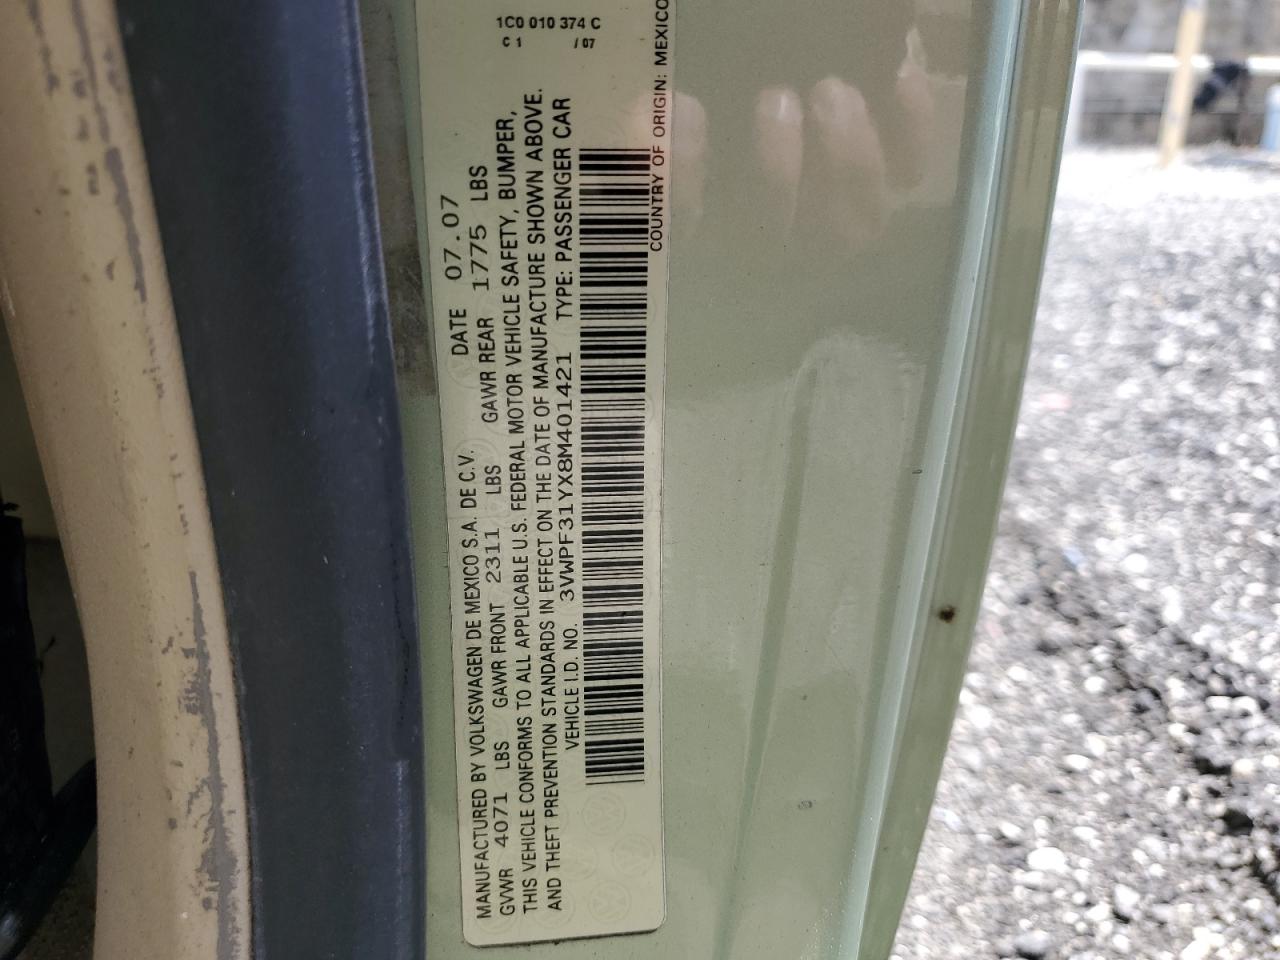 MANUFACTURED BY VOLKSWAGEN DE MEXICO S.A. DE C.V. DATE 07.07
GVWR 4071 LBS GAWR FRONT 2311 LBS GAWR REAR 1775 LBS
THIS VEHICLE CONFORMS TO ALL APPLICABLE U.S. FEDERAL MOTOR VEHICLE SAFETY, BUMPER,
AND THEFT PREVENTION STANDARDS IN EFFECT ON THE DATE OF MANUFACTURE SHOWN ABOVE.
VEHICLE I.D. NO. 3VWPF31YX8M401421 TYPE: PASSENGER CAR
COUNTRY OF ORIGIN: MEXICO
1C0 010 374 C
C 1 / 07